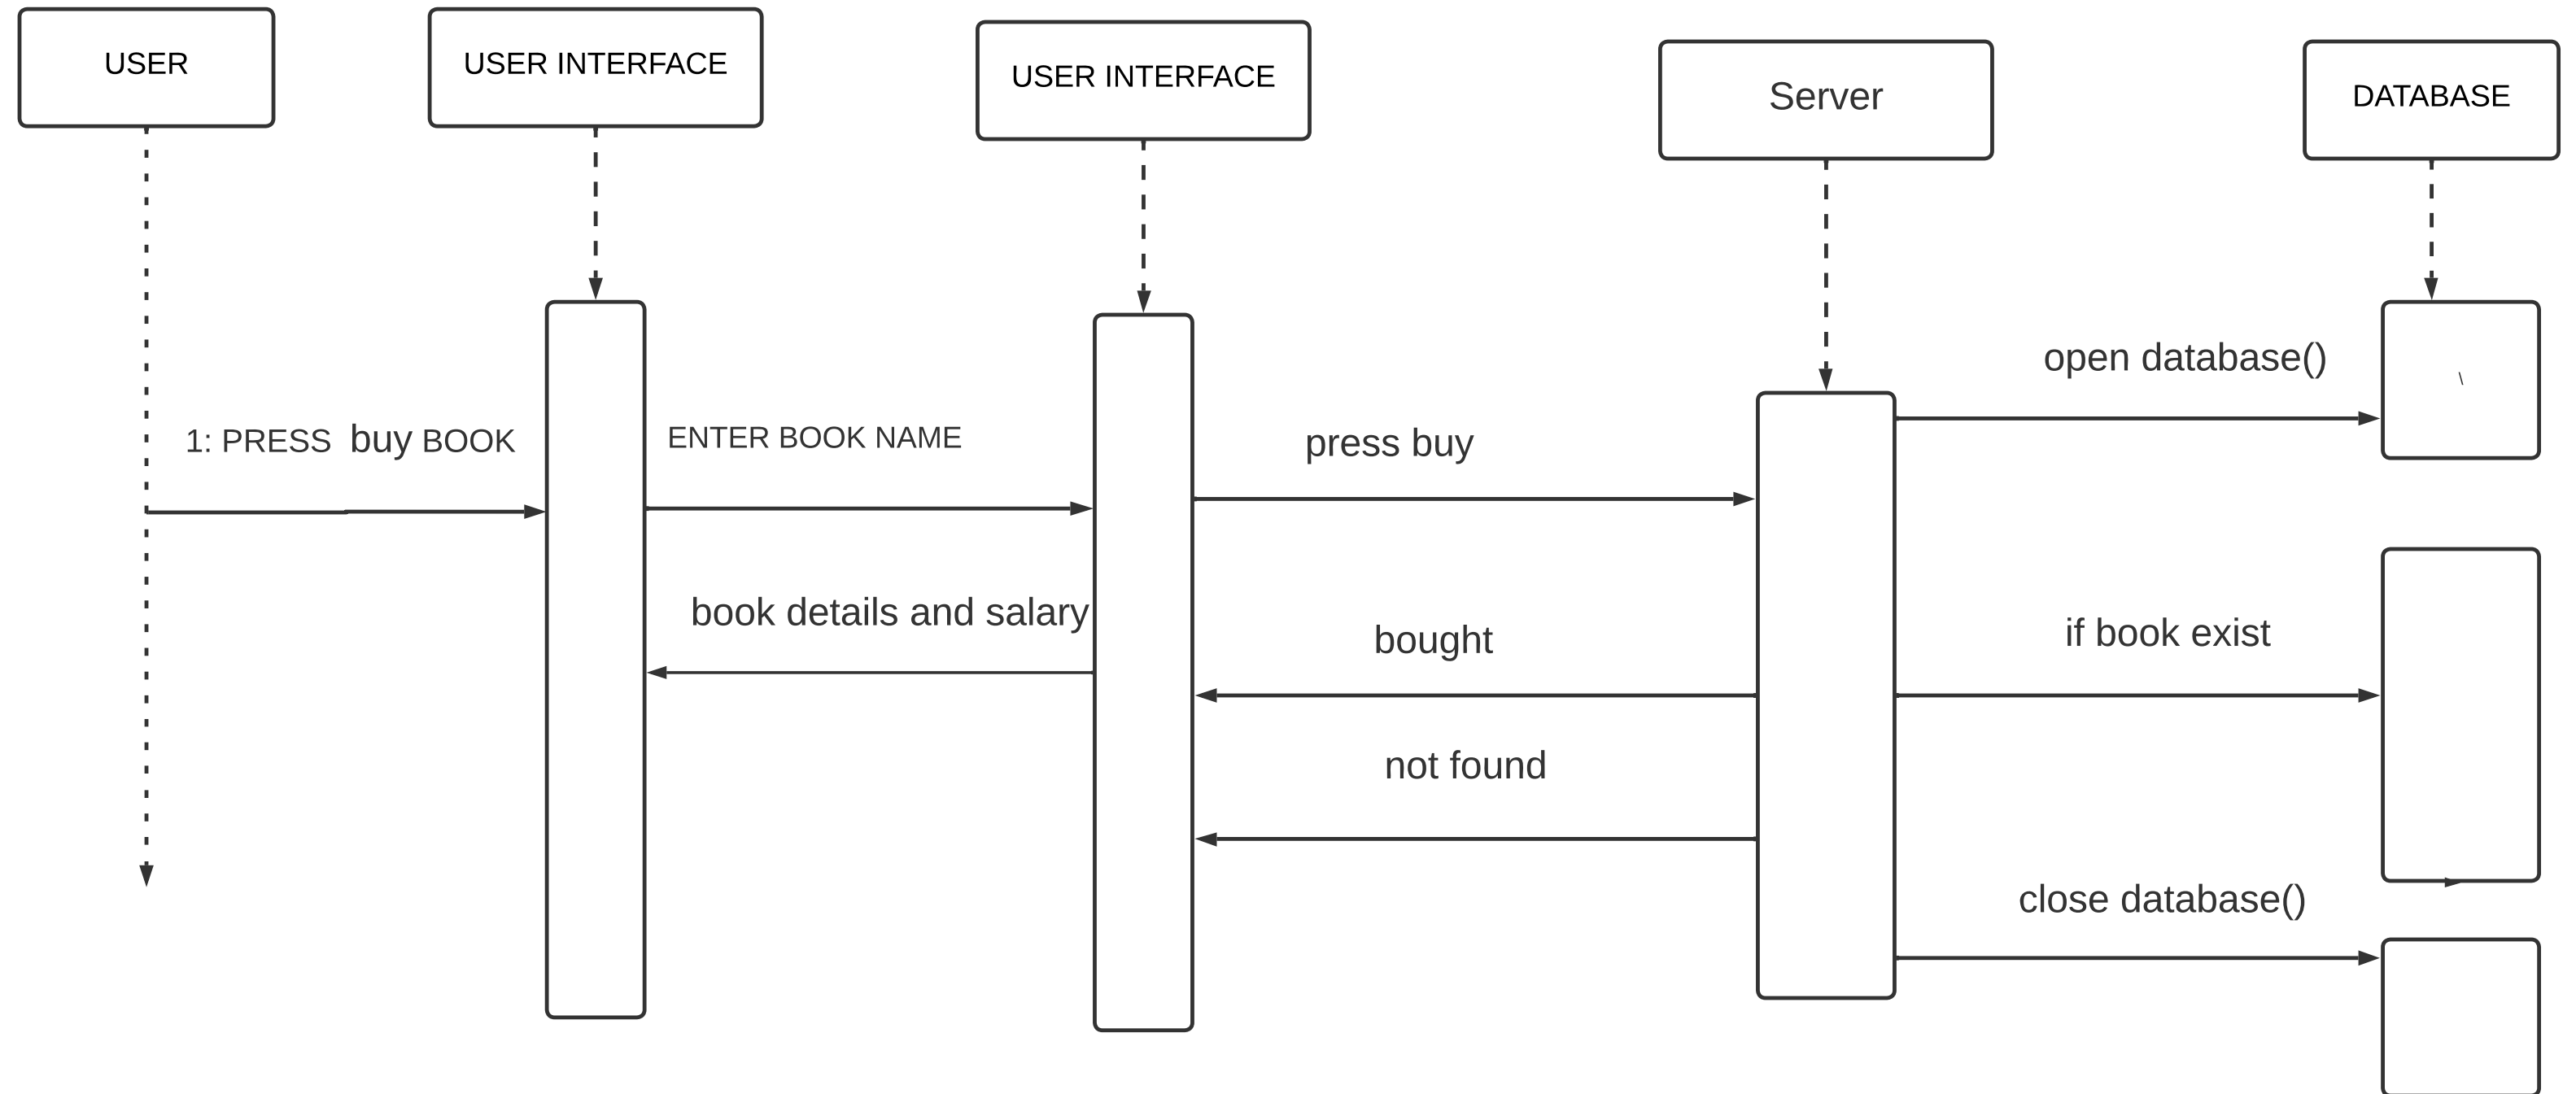 USER
USER INTERFACE
USER INTERFACE
Server
DATABASE
open database()
\
1: PRESS buy BOOK
ENTER BOOK NAME
press buy
book details and salary
bought
if book exist
not found
close database()